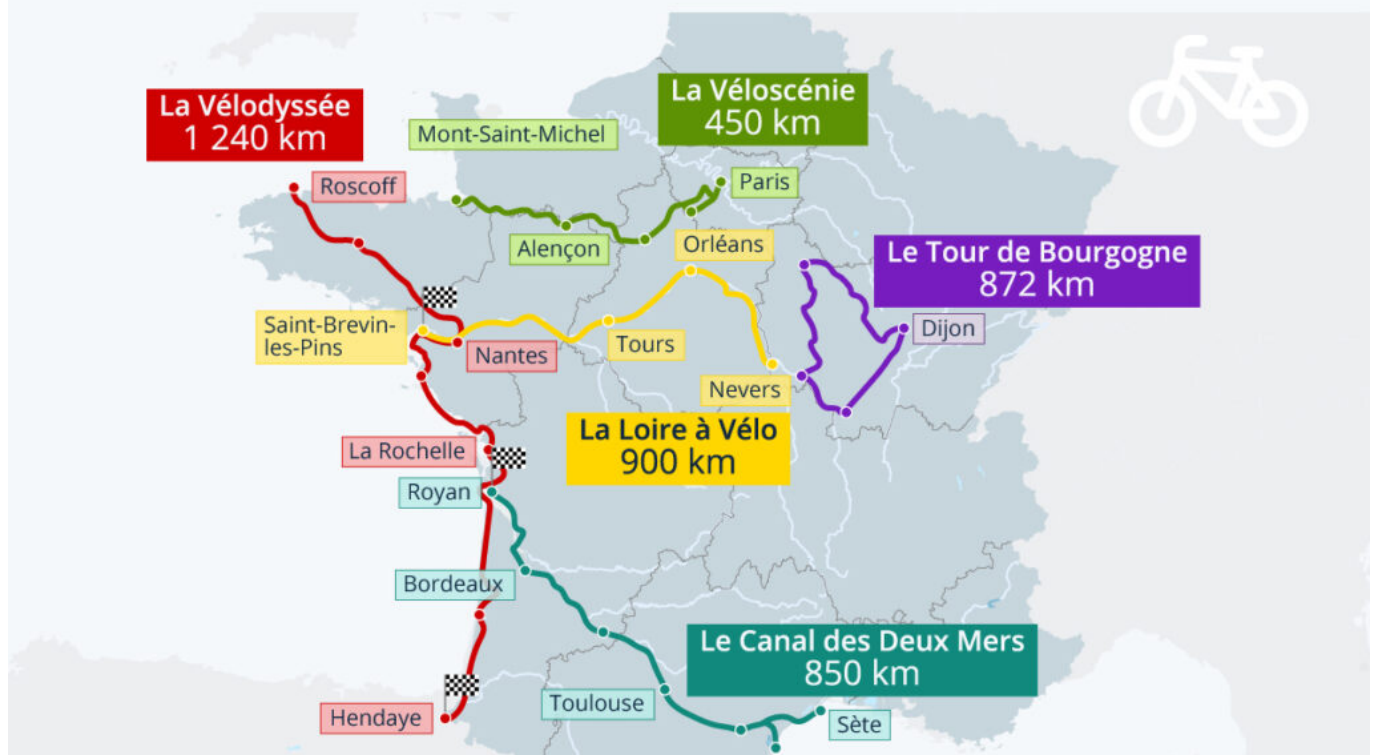 La Vélodyssée
1 240 km
La Véloscénie
450 km
Mont-Saint-Michel
Roscoff
Paris
Alençon
Orléans
Le Tour de Bourgogne
872 km
Saint-Brevin-
les-Pins
Nantes
Tours
Dijon
Nevers
La Loire à Vélo
900 km
La Rochelle
Royan
Bordeaux
Le Canal des Deux Mers
850 km
Toulouse
Hendaye
Sète